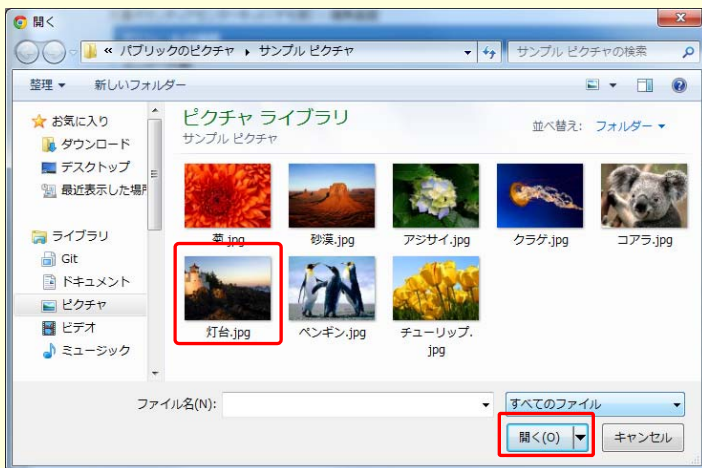 開く
« パブリックのピクチャ ▸ サンプル ピクチャ
サンプル ピクチャの検索
整理 ▼ 新しいフォルダー
お気に入り
ダウンロード
デスクトップ
最近表示した場所
ライブラリ
Git
ドキュメント
ピクチャ
ビデオ
ミュージック
ピクチャ ライブラリ
サンプル ピクチャ
並べ替え: フォルダー ▼
菊.jpg
砂漠.jpg
アジサイ.jpg
クラゲ.jpg
コアラ.jpg
灯台.jpg
ペンギン.jpg
チューリップ.
jpg
ファイル名(N):
すべてのファイル
開く(O)
キャンセル